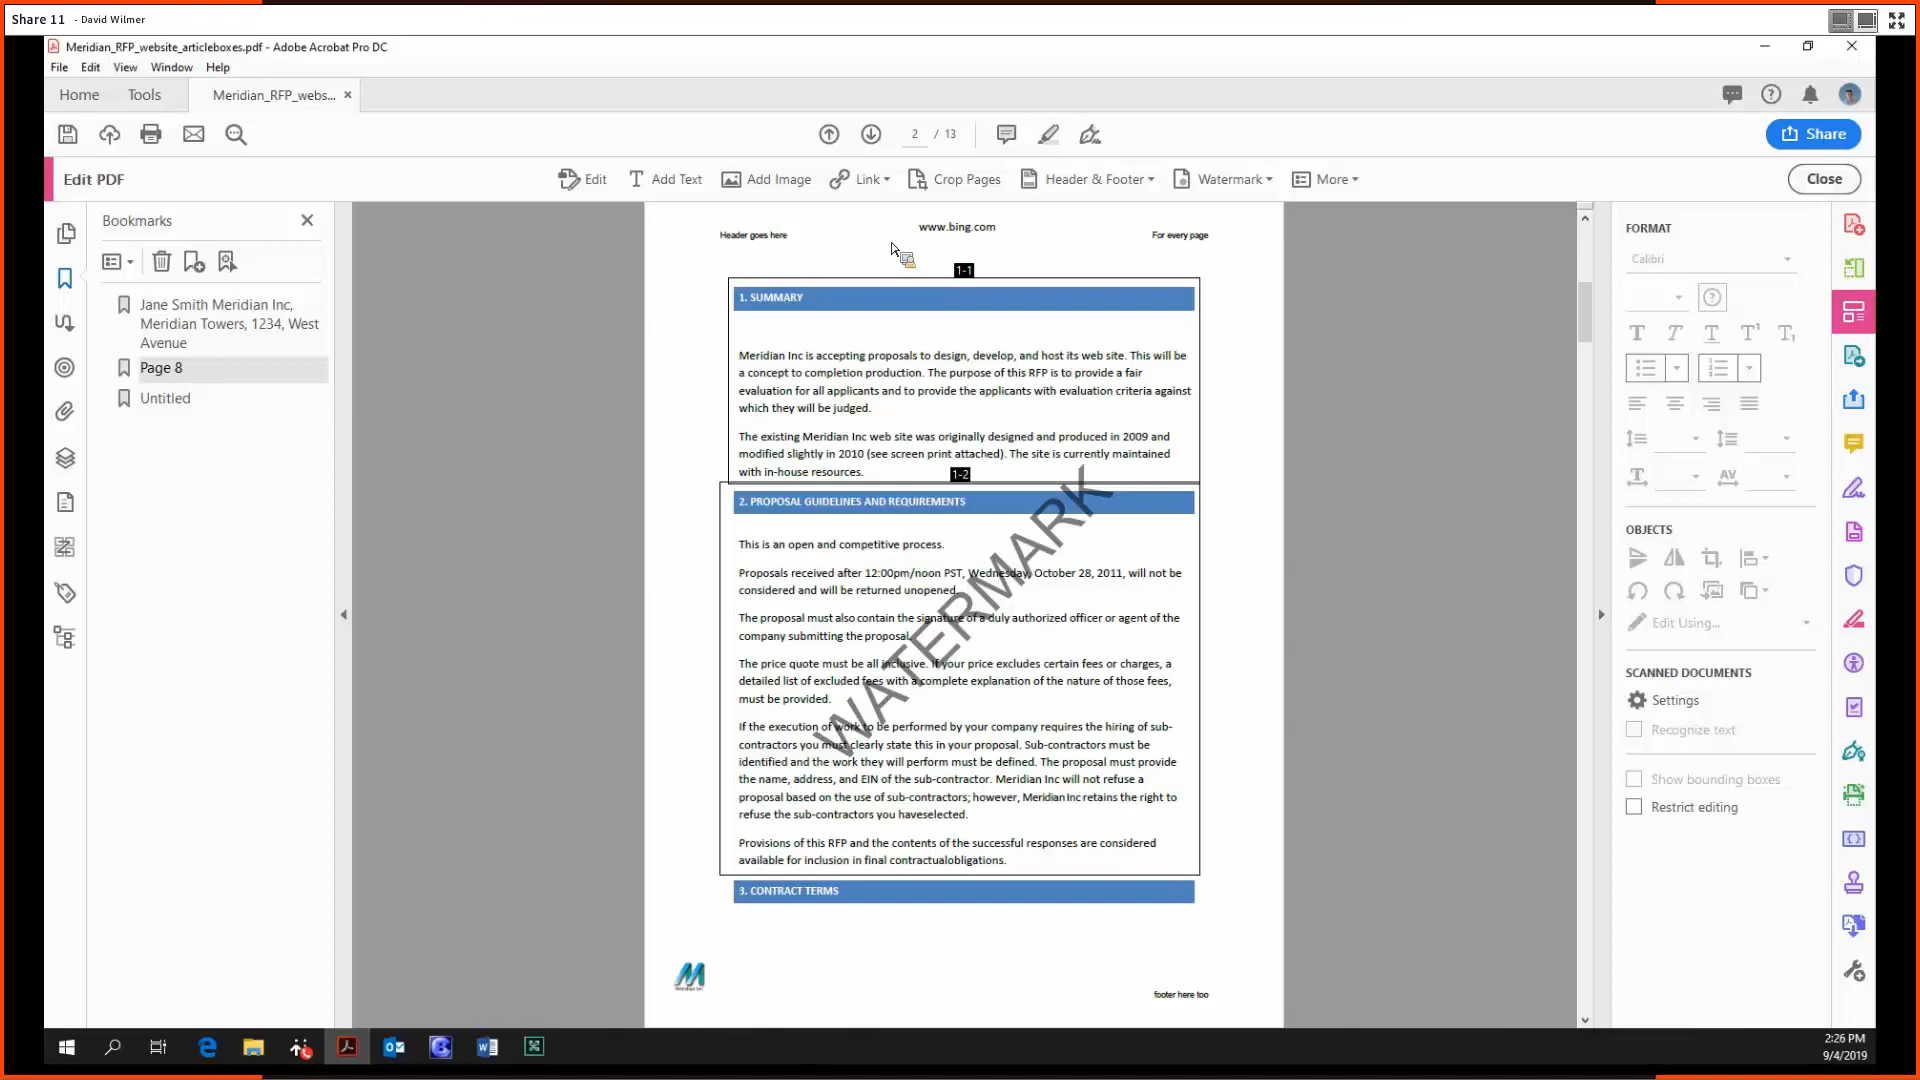 Share 11 - David Wilmer
Meridian_RFP_website_articleboxes.pdf - Adobe Acrobat Pro DC
File Edit View Window Help
Home Tools Meridian_RFP_webs... ×
2 / 13
Share
Edit PDF
Edit Add Text Add Image Link Crop Pages Header & Footer Watermark More
Close
Bookmarks
Jane Smith Meridian Inc,
Meridian Towers, 1234, West
Avenue
Page 8
Untitled
www.bing.com
Header goes here For every page
1-1
1. SUMMARY
Meridian Inc is accepting proposals to design, develop, and host its web site. This will be
a concept to completion production. The purpose of this RFP is to provide a fair
evaluation for all applicants and to provide the applicants with evaluation criteria against
which they will be judged.
The existing Meridian Inc web site was originally designed and produced in 2009 and
modified slightly in 2010 (see screen print attached). The site is currently maintained
with in-house resources.
1-2
2. PROPOSAL GUIDELINES AND REQUIREMENTS
This is an open and competitive process.
Proposals received after 12:00pm/noon PST, Wednesday, October 28, 2011, will not be
considered and will be returned unopened.
The proposal must also contain the signature of a duly authorized officer or agent of the
company submitting the proposal.
The price quote must be all inclusive. If your price excludes certain fees or charges, a
detailed list of excluded fees with a complete explanation of the nature of those fees,
must be provided.
If the execution of work to be performed by your company requires the hiring of sub-
contractors you must clearly state this in your proposal. Sub-contractors must be
identified and the work they will perform must be defined. The proposal must provide
the name, address, and EIN of the sub-contractor. Meridian Inc will not refuse a
proposal based on the use of sub-contractors; however, Meridian Inc retains the right to
refuse the sub-contractors you haveselected.
Provisions of this RFP and the contents of the successful responses are considered
available for inclusion in final contractualobligations.
WATERMARK
3. CONTRACT TERMS
Meridian Inc
footer here too
FORMAT
Calibri
OBJECTS
Edit Using...
SCANNED DOCUMENTS
Settings
Recognize text
Show bounding boxes
Restrict editing
2:26 PM
9/4/2019